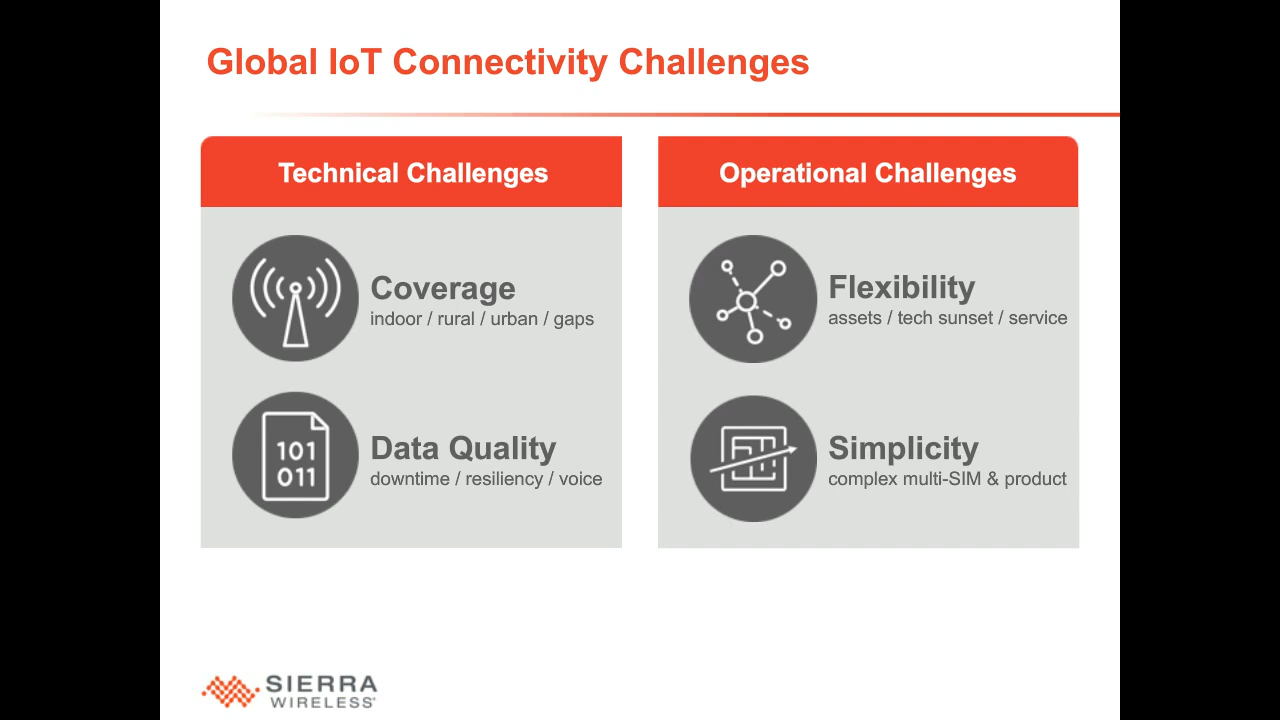 Global IoT Connectivity Challenges
Technical Challenges
Coverage
indoor / rural / urban / gaps
101
011
Data Quality
downtime / resiliency / voice
Operational Challenges
Flexibility
assets / tech sunset / service
Simplicity
complex multi-SIM & product
SIERRA
WIRELESS